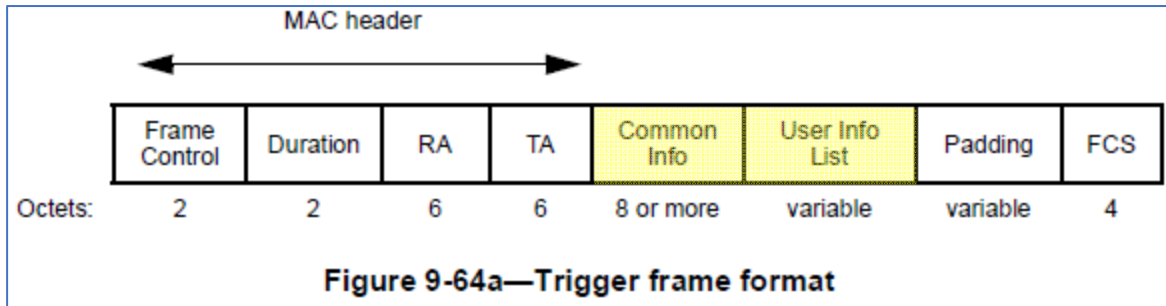 MAC header
Frame Control Duration RA TA Common Info User Info List Padding FCS
Octets: 2 2 6 6 8 or more variable variable 4
Figure 9-64a—Trigger frame format